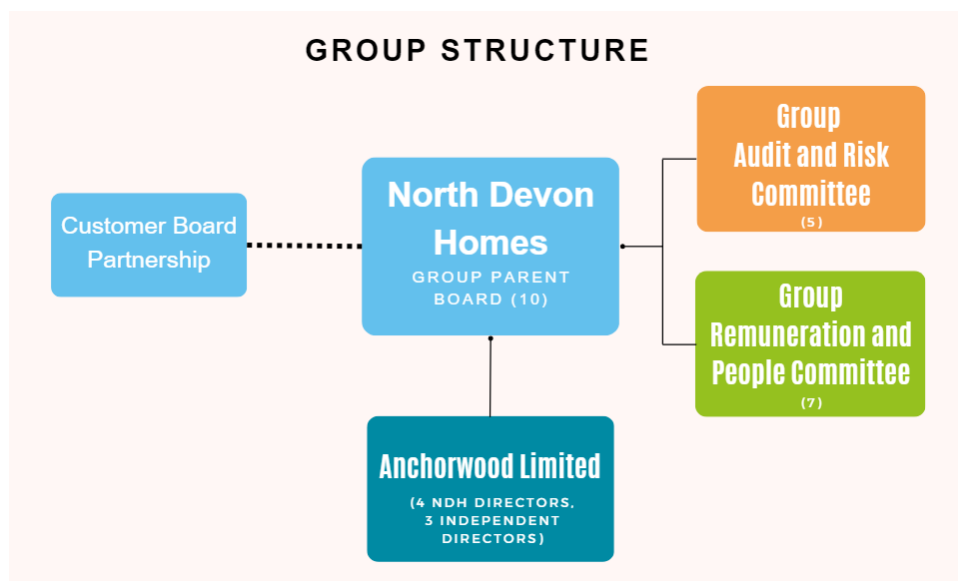 GROUP STRUCTURE
Customer Board
Partnership
North Devon
Homes
GROUP PARENT
BOARD (10)
Group
Audit and Risk
Committee
(5)
Group
Remuneration and
People Committee
(7)
Anchorwood Limited
(4 NDH DIRECTORS,
3 INDEPENDENT
DIRECTORS)